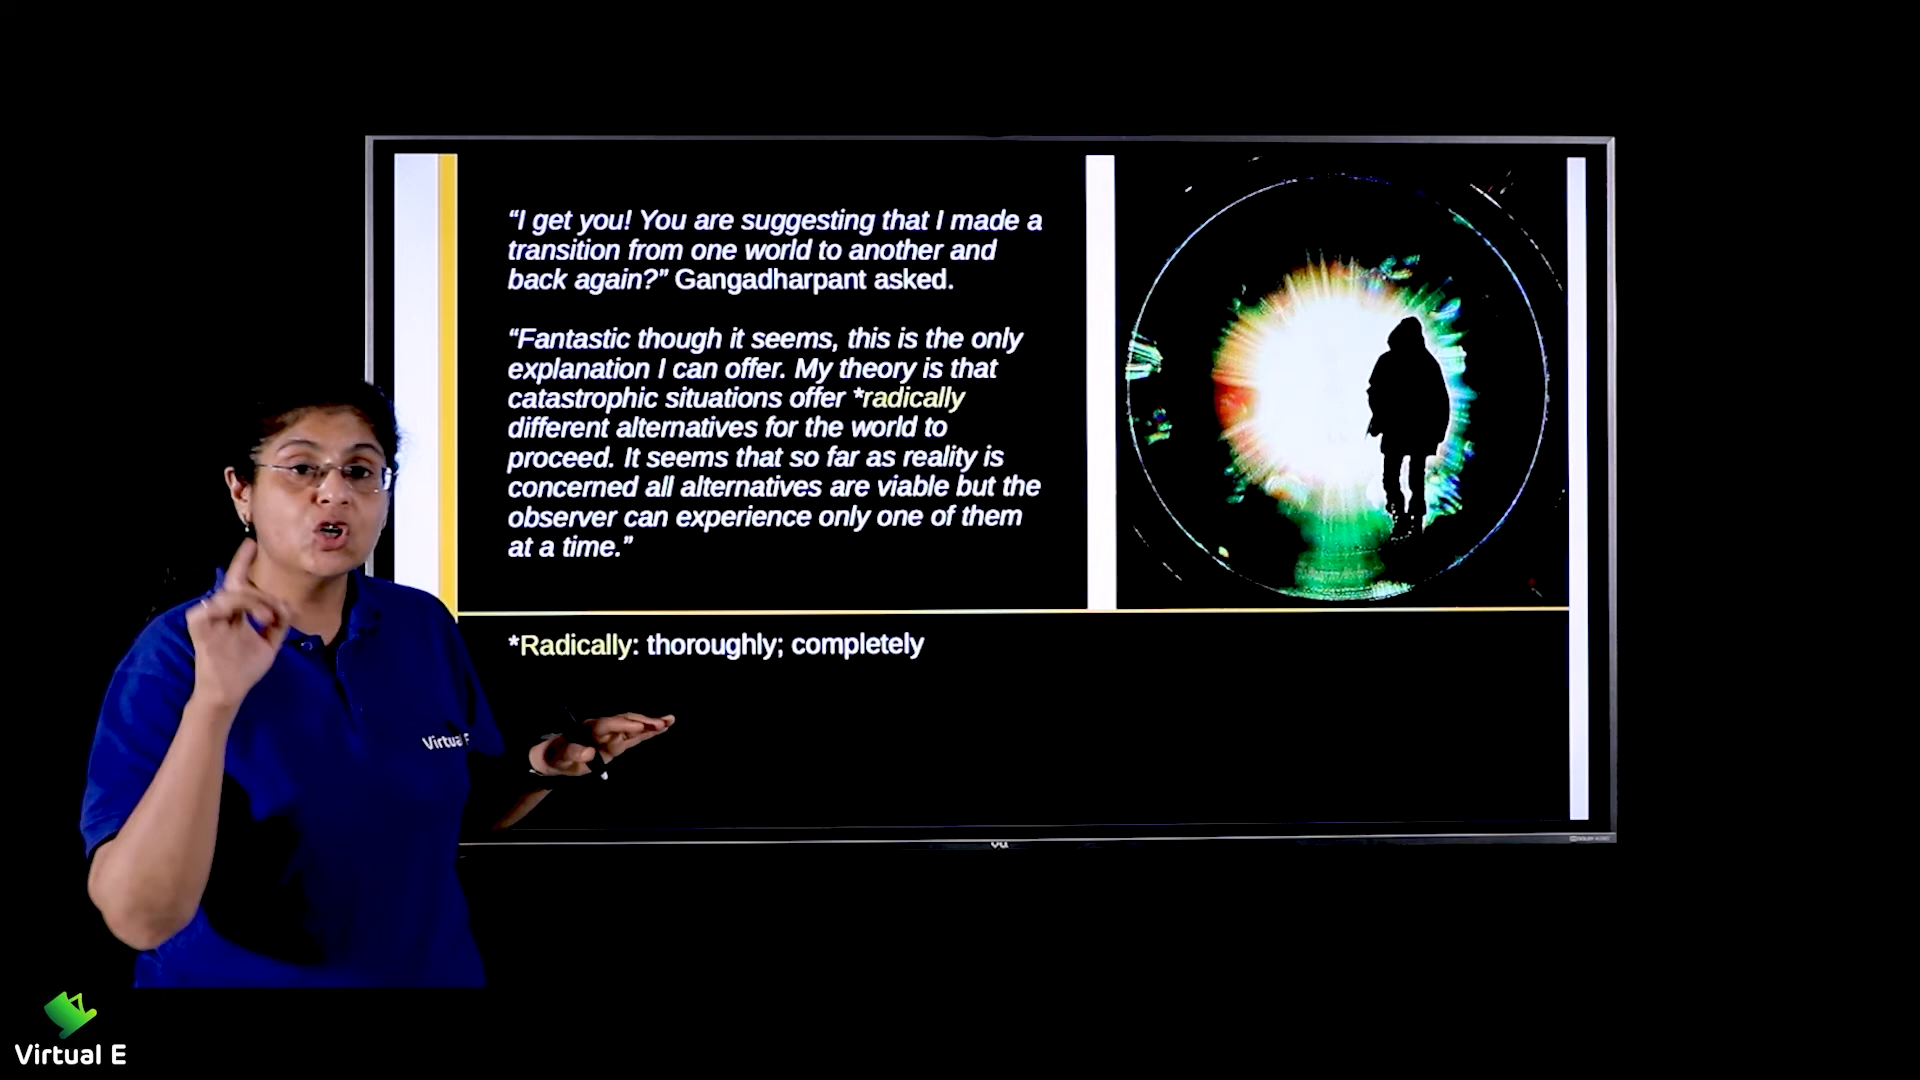 “I get you! You are suggesting that I made a
transition from one world to another and
back again?” Gangadharpant asked.
“Fantastic though it seems, this is the only
explanation I can offer. My theory is that
catastrophic situations offer *radically
different alternatives for the world to
proceed. It seems that so far as reality is
concerned all alternatives are viable but the
observer can experience only one of them
at a time.”
*Radically: thoroughly; completely
Virtual E
Vu
Virtual E